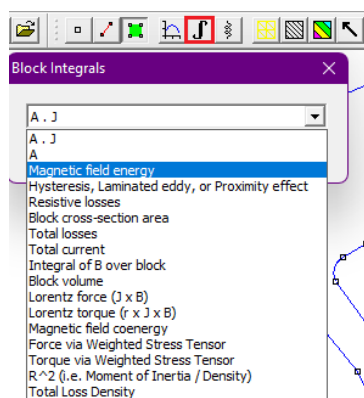 Block Integrals
A . J
A . J
A
Magnetic field energy
Hysteresis, Laminated eddy, or Proximity effect
Resistive losses
Block cross-section area
Total losses
Total current
Integral of B over block
Block volume
Lorentz force (J x B)
Lorentz torque (r x J x B)
Magnetic field coenergy
Force via Weighted Stress Tensor
Torque via Weighted Stress Tensor
R^2 (i.e. Moment of Inertia / Density)
Total Loss Density